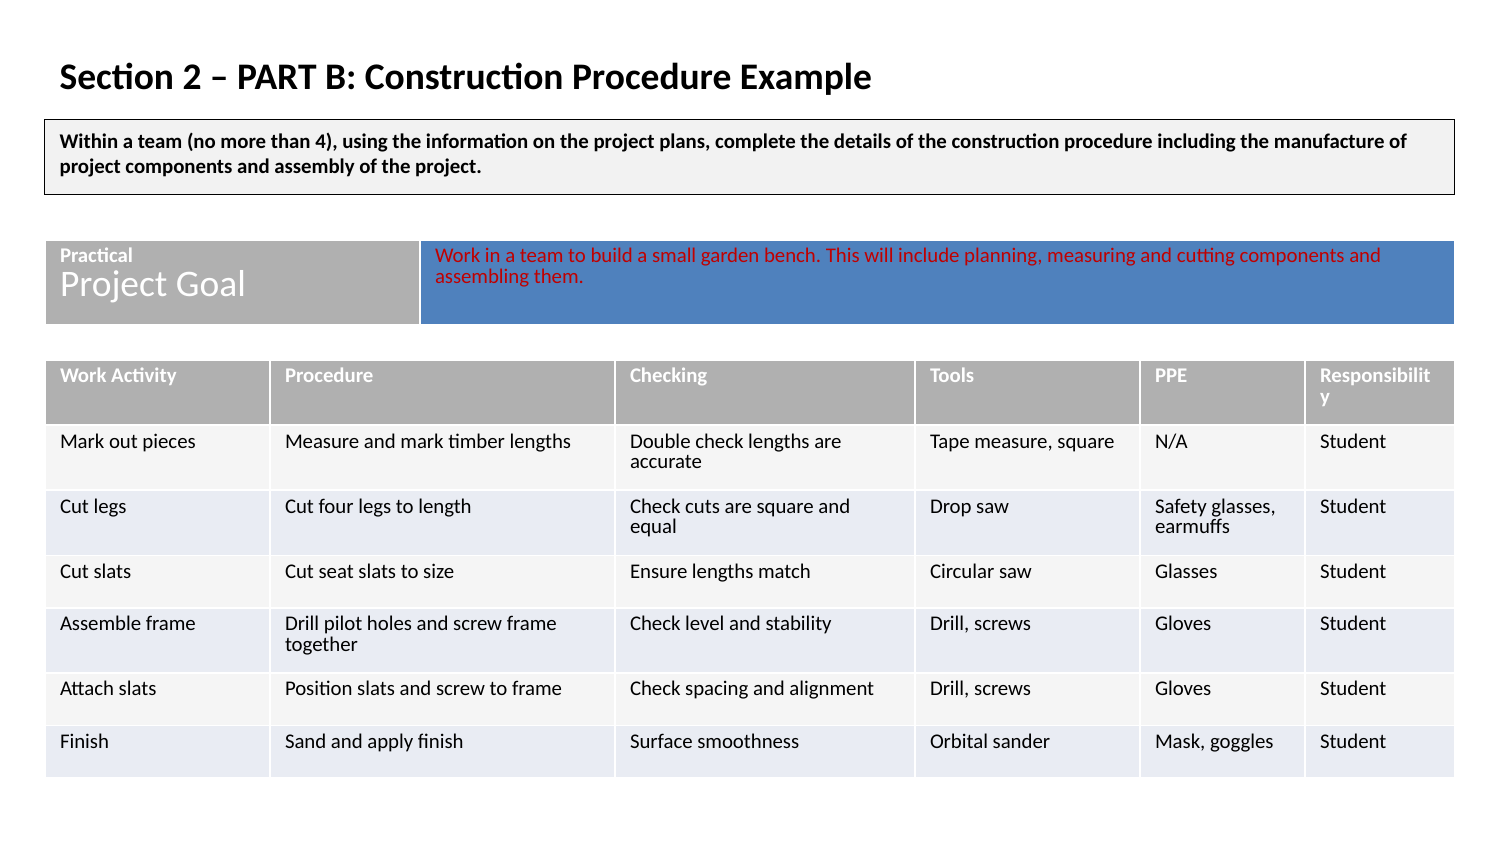 Section 2 – PART B: Construction Procedure Example
Within a team (no more than 4), using the information on the project plans, complete the details of the construction procedure including the manufacture of
project components and assembly of the project.
Practical
Project Goal
Work in a team to build a small garden bench. This will include planning, measuring and cutting components and
assembling them.
Work Activity Procedure Checking Tools PPE Responsibilit
y
Mark out pieces Measure and mark timber lengths Double check lengths are Tape measure, square N/A Student
accurate
Cut legs Cut four legs to length Check cuts are square and Drop saw Safety glasses, Student
equal earmuffs
Cut slats Cut seat slats to size Ensure lengths match Circular saw Glasses Student
Assemble frame Drill pilot holes and screw frame Check level and stability Drill, screws Gloves Student
together
Attach slats Position slats and screw to frame Check spacing and alignment Drill, screws Gloves Student
Finish Sand and apply finish Surface smoothness Orbital sander Mask, goggles Student